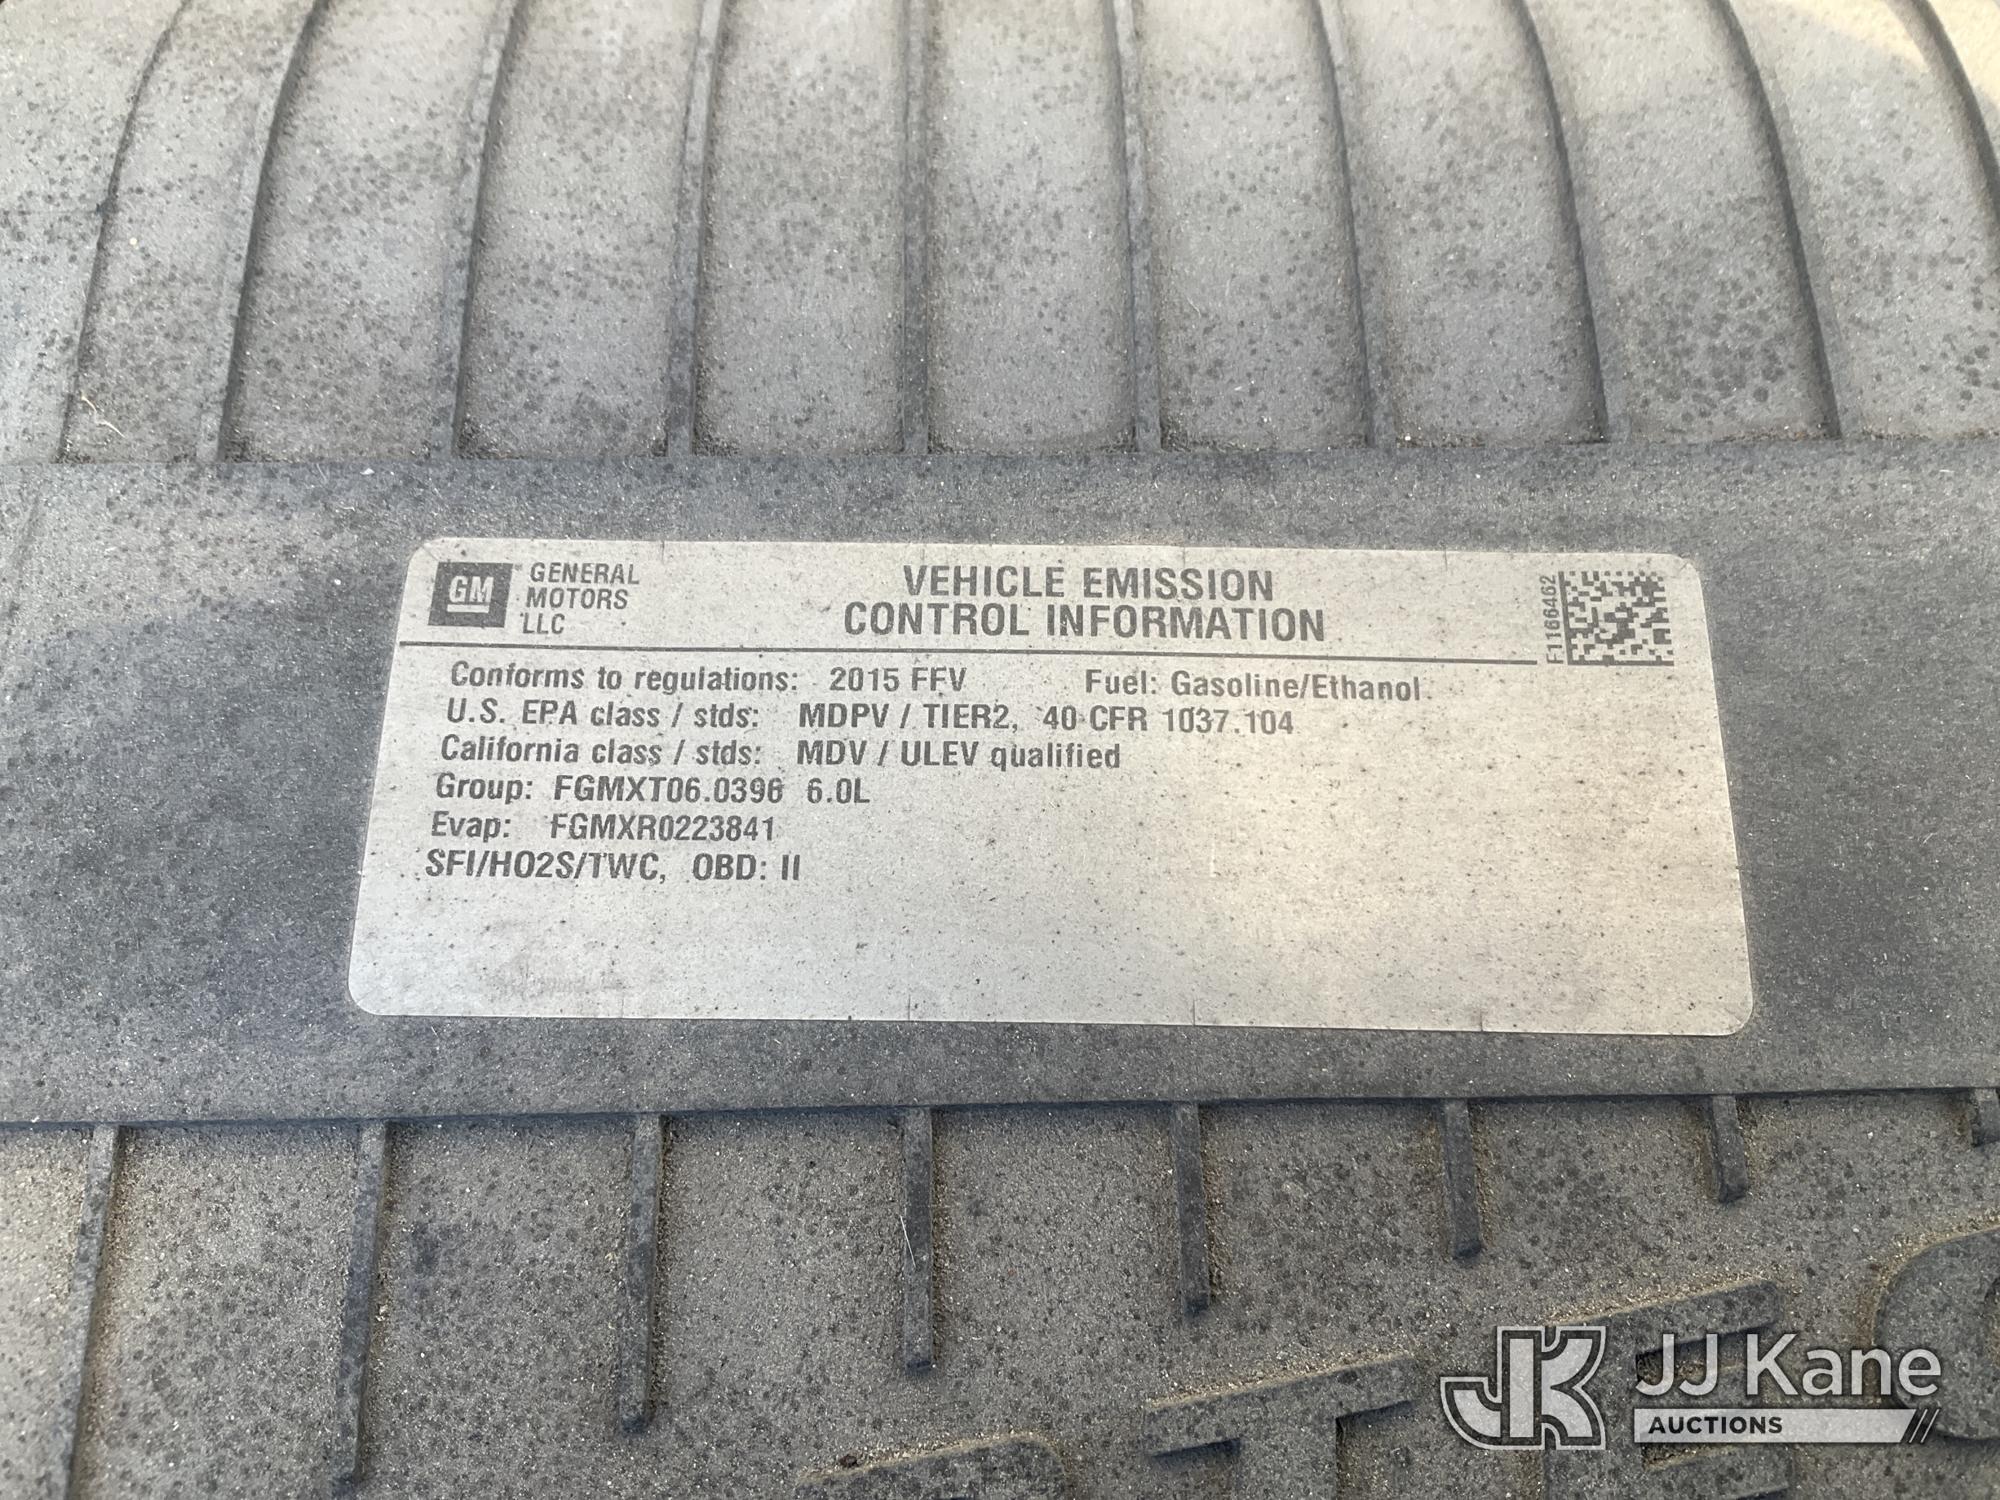 GM GENERAL MOTORS LLC
VEHICLE EMISSION
CONTROL INFORMATION
F1166462
Conforms to regulations: 2015 FFV Fuel: Gasoline/Ethanol
U.S. EPA class / stds: MDPV / TIER2, 40 CFR 1037.104
California class / stds: MDV / ULEV qualified
Group: FGMXT06.0396 6.0L
Evap: FGMXR0223841
SFI/HO2S/TWC, OBD: II
JK JJ Kane
AUCTIONS